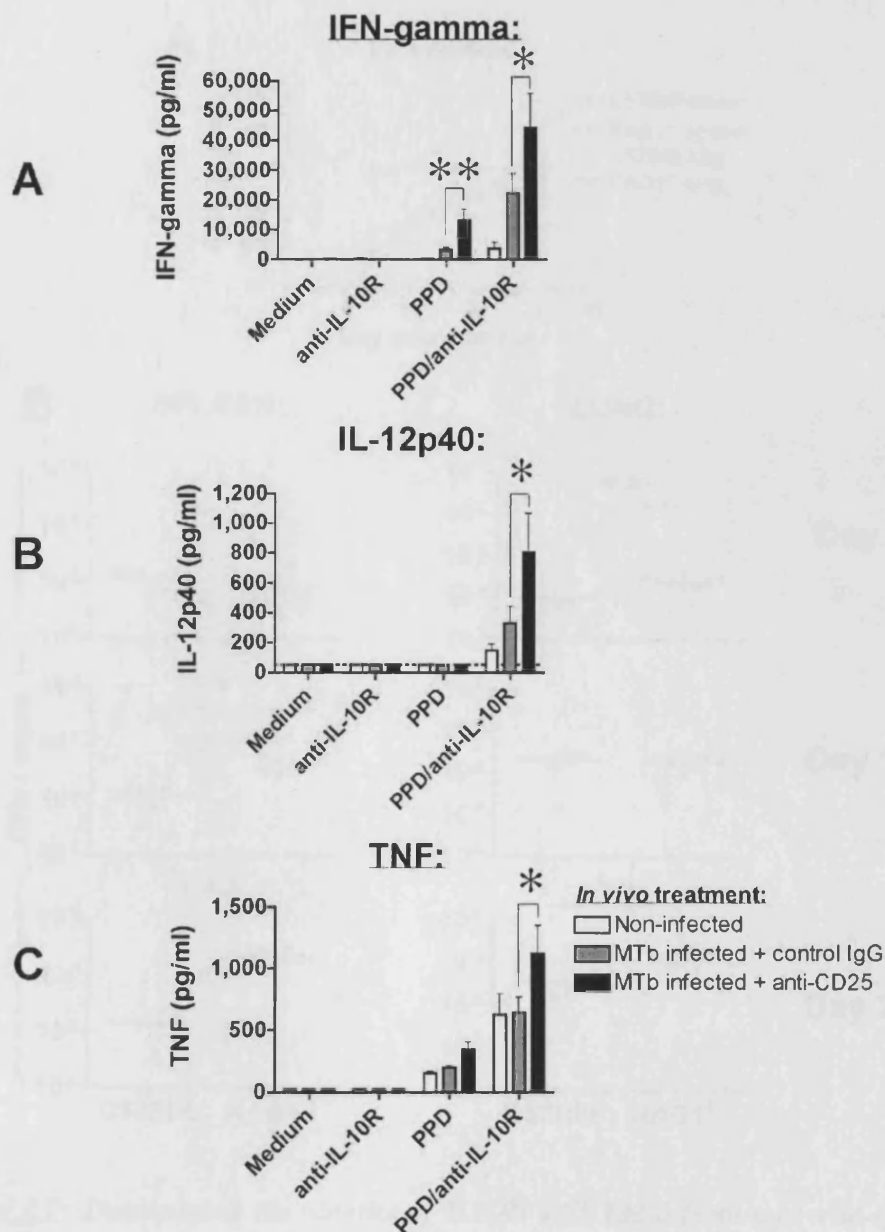 IFN-gamma:
A
IFN-gamma (pg/ml)
60,000
50,000
40,000
30,000
20,000
10,000
0
* *
*
Medium
anti-IL-10R
PPD
PPD/anti-IL-10R
IL-12p40:
B
IL-12p40 (pg/ml)
1,200
1,000
800
600
400
200
0
*
Medium
anti-IL-10R
PPD
PPD/anti-IL-10R
TNF:
C
TNF (pg/ml)
1,500
1,000
500
0
*
Medium
anti-IL-10R
PPD
PPD/anti-IL-10R
In vivo treatment:
Non-infected
MTb infected + control IgG
MTb infected + anti-CD25